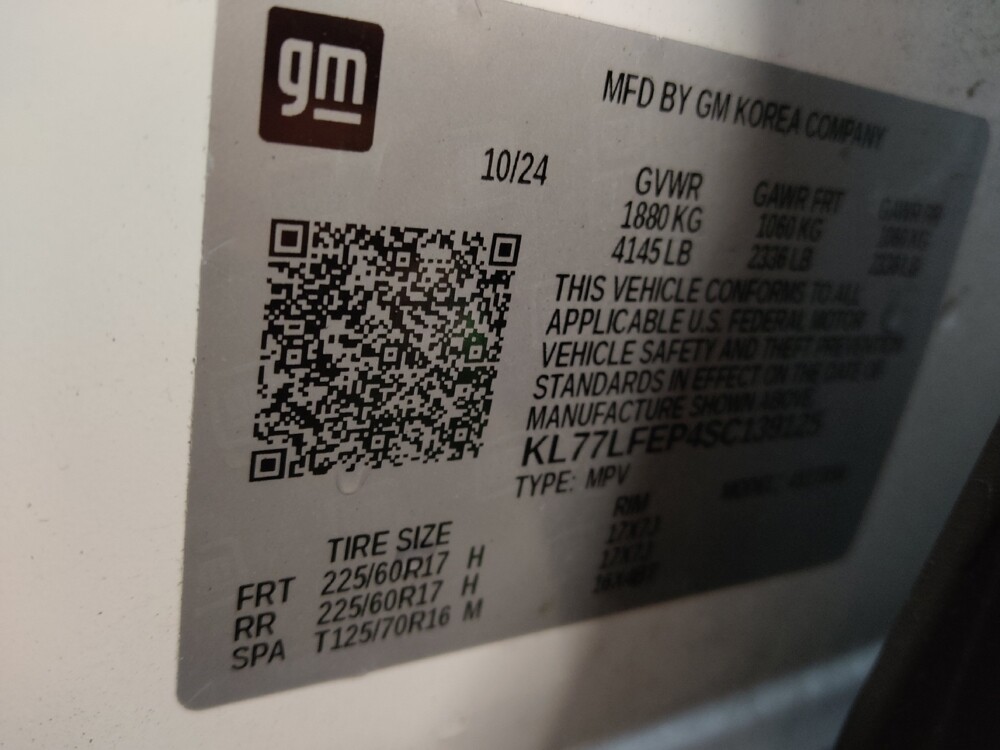 gm
MFD BY GM KOREA COMPANY
10/24
GVWR GAWR FRT
1880 KG 1060 KG
4145 LB 2336 LB
THIS VEHICLE CONFORMS TO ALL
APPLICABLE U.S. FEDERAL MOTOR
VEHICLE SAFETY AND THEFT PREVENTION
STANDARDS IN EFFECT ON THE DATE OF
MANUFACTURE SHOWN ABOVE.
KL77LFEP4SC139125
TYPE: MPV
TIRE SIZE RIM
FRT 225/60R17 H 17X7J
RR 225/60R17 H 17X7J
SPA T125/70R16 M